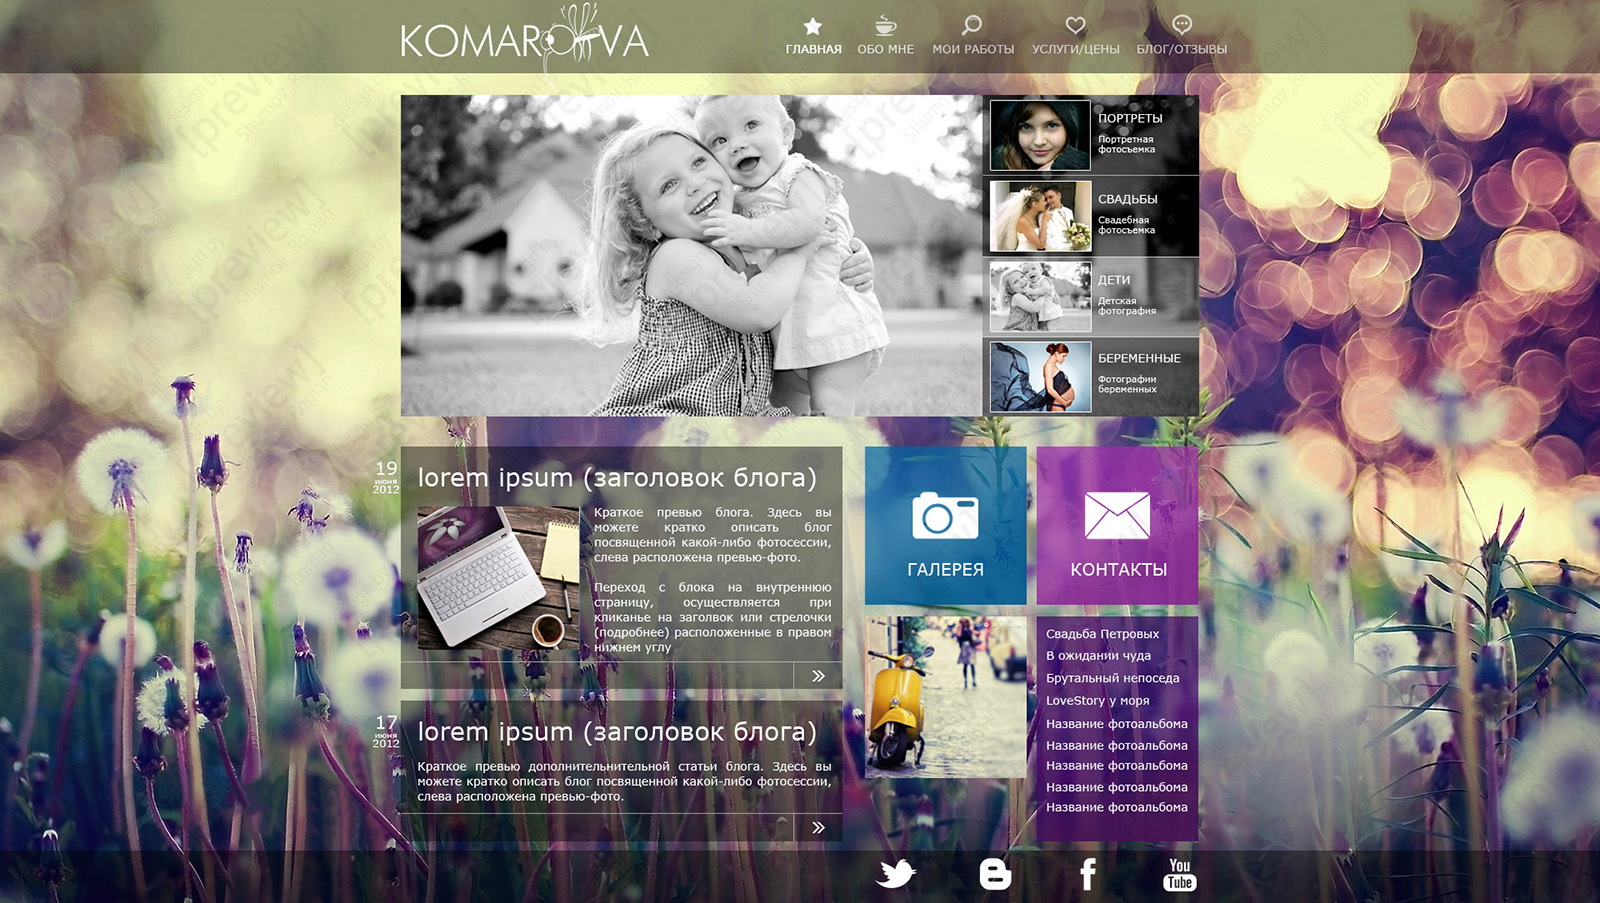 KOMAROVA
ГЛАВНАЯ
ОБО МНЕ
МОИ РАБОТЫ
УСЛУГИ/ЦЕНЫ
БЛОГ/ОТЗЫВЫ
ПОРТРЕТЫ
Портретная
фотосъемка
СВАДЬБЫ
Свадебная
фотосъемка
ДЕТИ
Детская
фотография
БЕРЕМЕННЫЕ
Фотографии
беременных
19
июня
2012
lorem ipsum (заголовок блога)
Краткое превью блога. Здесь вы
можете кратко описать блог
посвященной какой-либо фотосессии,
слева расположена превью-фото.
Переход с блока на внутреннюю
страницу, осуществляется при
кликанье на заголвок или стрелочки
(подробнее) расположенные в правом
нижнем углу
»
17
июня
2012
lorem ipsum (заголовок блога)
Краткое превью дополнительнительной статьи блога. Здесь вы
можете кратко описать блог посвященной какой-либо фотосессии,
слева расположена превью-фото.
»
ГАЛЕРЕЯ
КОНТАКТЫ
Свадьба Петровых
В ожидании чуда
Брутальный непоседа
LoveStory у моря
Название фотоальбома
Название фотоальбома
Название фотоальбома
Название фотоальбома
Название фотоальбома
You
Tube
[preview]
design by
Shumov_Roman